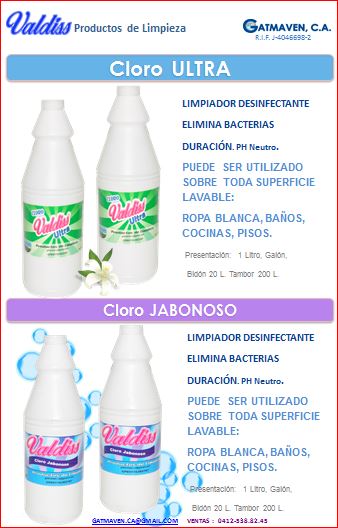 Valdiss Productos de Limpieza
GATMAVEN, C.A.
R.I.F. J-4046698-2
Cloro ULTRA
LIMPIADOR DESINFECTANTE
ELIMINA BACTERIAS
DURACIÓN. PH Neutro.
PUEDE SER UTILIZADO
SOBRE TODA SUPERFICIE
LAVABLE:
ROPA BLANCA, BAÑOS,
COCINAS, PISOS.
Presentación: 1 Litro, Galón,
Bidón 20 L. Tambor 200 L.
CLORO
Valdiss
Ultra
CLORO
Valdiss
Ultra
Cloro JABONOSO
LIMPIADOR DESINFECTANTE
ELIMINA BACTERIAS
DURACIÓN. PH Neutro.
PUEDE SER UTILIZADO
SOBRE TODA SUPERFICIE
LAVABLE:
ROPA BLANCA, BAÑOS,
COCINAS, PISOS.
Presentación: 1 Litro, Galón,
Bidón 20 L. Tambor 200 L.
Valdiss
Cloro Jabonoso
Valdiss
Cloro Jabonoso
GATMAVEN.CA@GMAIL.COM VENTAS : 0412-538.82.45